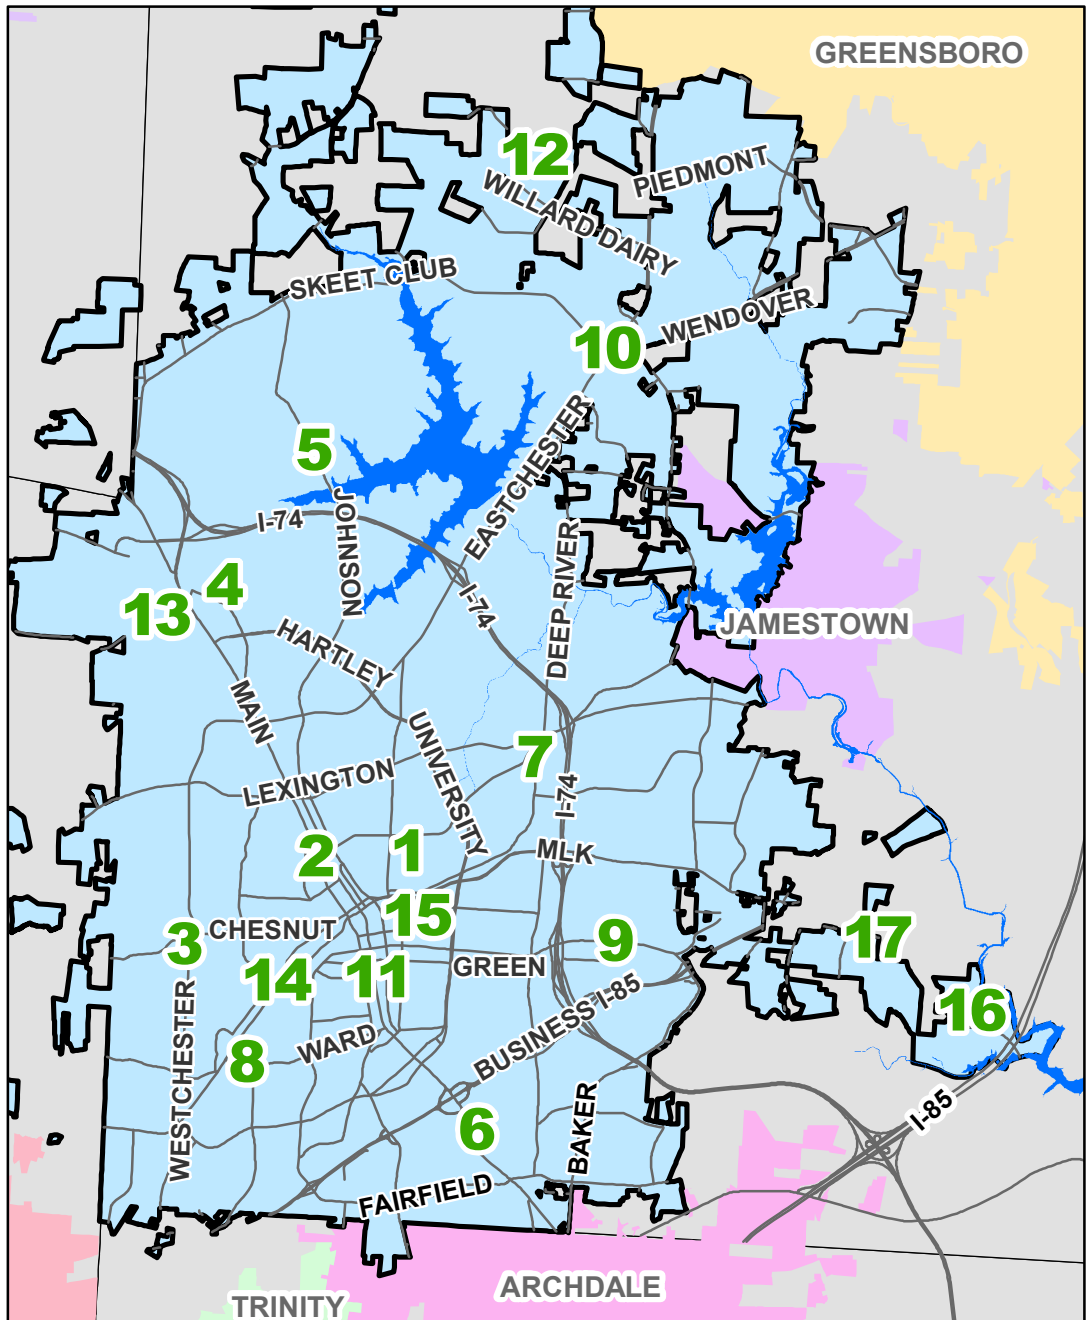 GREENSBORO
12
PIEDMONT
WILLARD DAIRY
SKEET CLUB
WENDOVER
10
EASTCHESTER
5
JOHNSON
I-74
DEEP RIVER
4
13
I-74
JAMESTOWN
HARTLEY
MAIN
UNIVERSITY
7
LEXINGTON
I-74
2
1
MLK
15
3
CHESNUT
9
17
14
11
GREEN
BUSINESS I-85
16
8
WARD
WESTCHESTER
6
BAKER
I-85
FAIRFIELD
ARCHDALE
TRINITY